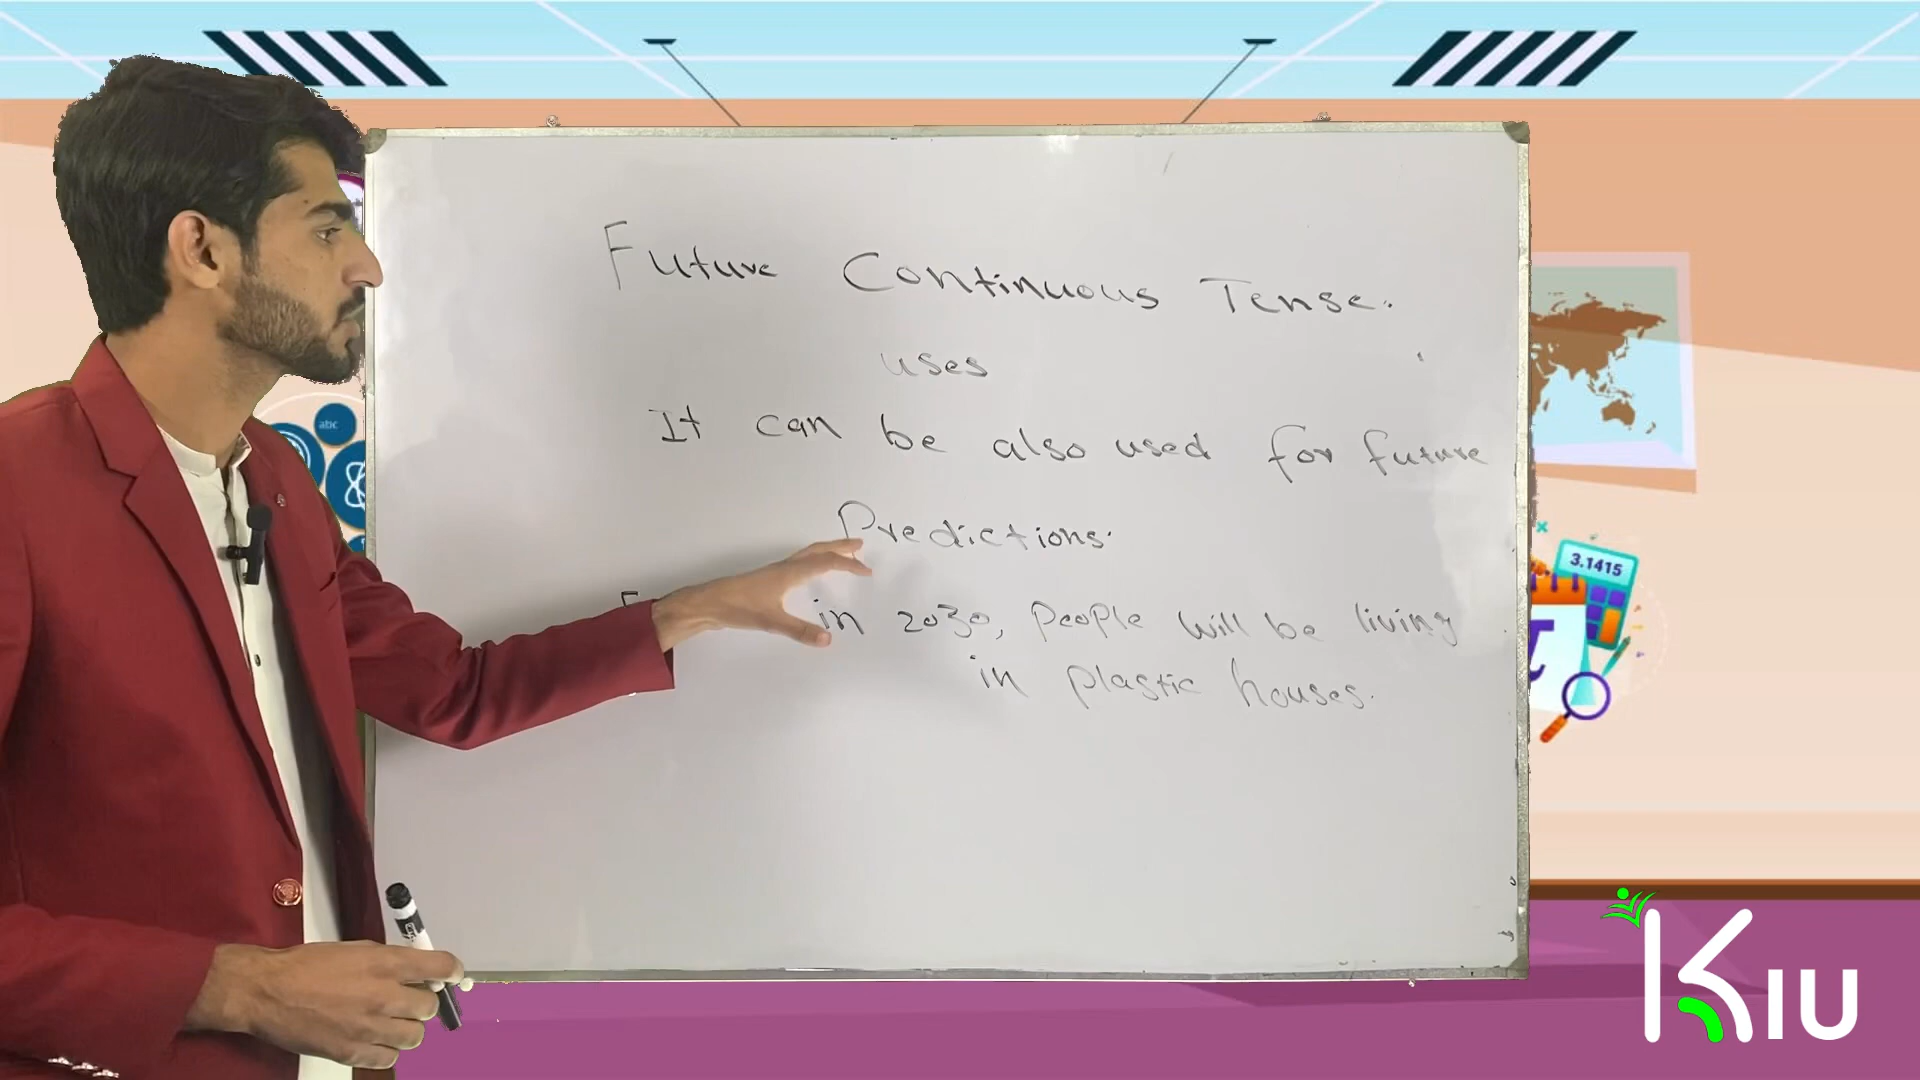 Future Continuous Tense.
uses
It can be also used for future
Predictions.
in 2030, People will be living
in plastic houses.
abc
3.1415
KIU